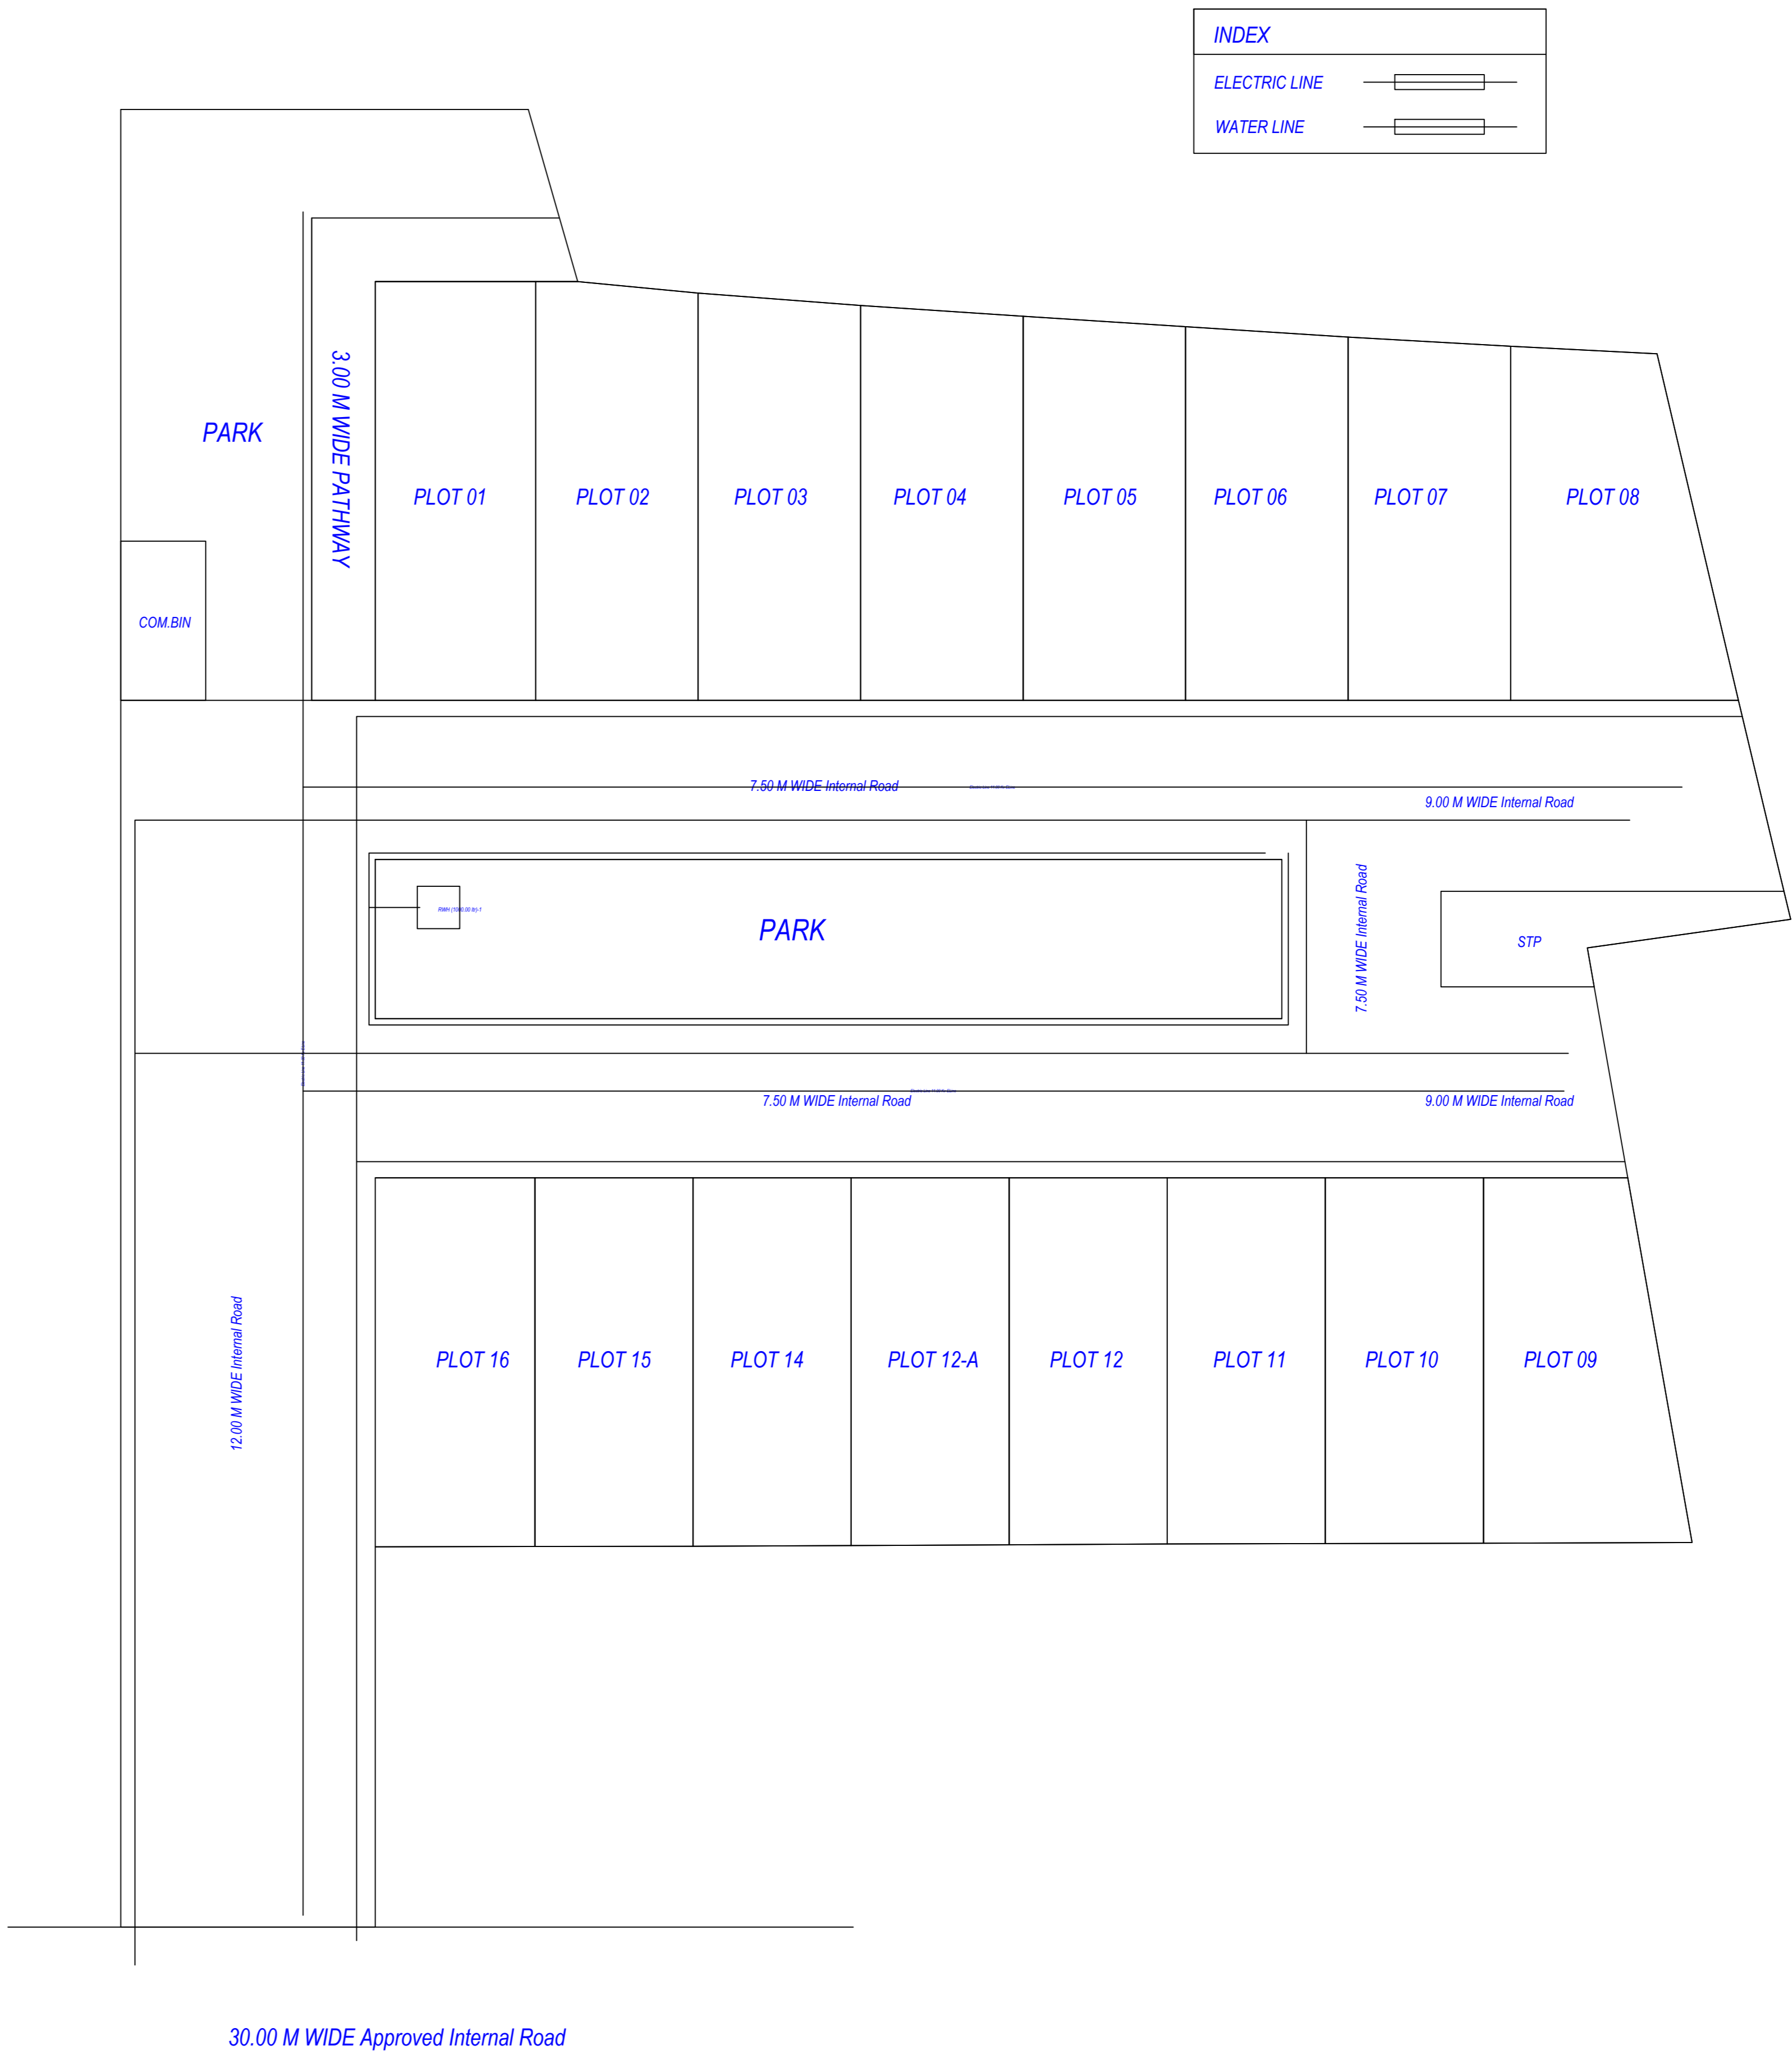 INDEX
ELECTRIC LINE
WATER LINE
PARK
3.00 M WIDE PATHWAY
PLOT 01
PLOT 02
PLOT 03
PLOT 04
PLOT 05
PLOT 06
PLOT 07
PLOT 08
COM.BIN
7.50 M WIDE Internal Road
9.00 M WIDE Internal Road
PARK
7.50 M WIDE Internal Road
STP
7.50 M WIDE Internal Road
9.00 M WIDE Internal Road
12.00 M WIDE Internal Road
PLOT 16
PLOT 15
PLOT 14
PLOT 12-A
PLOT 12
PLOT 11
PLOT 10
PLOT 09
30.00 M WIDE Approved Internal Road